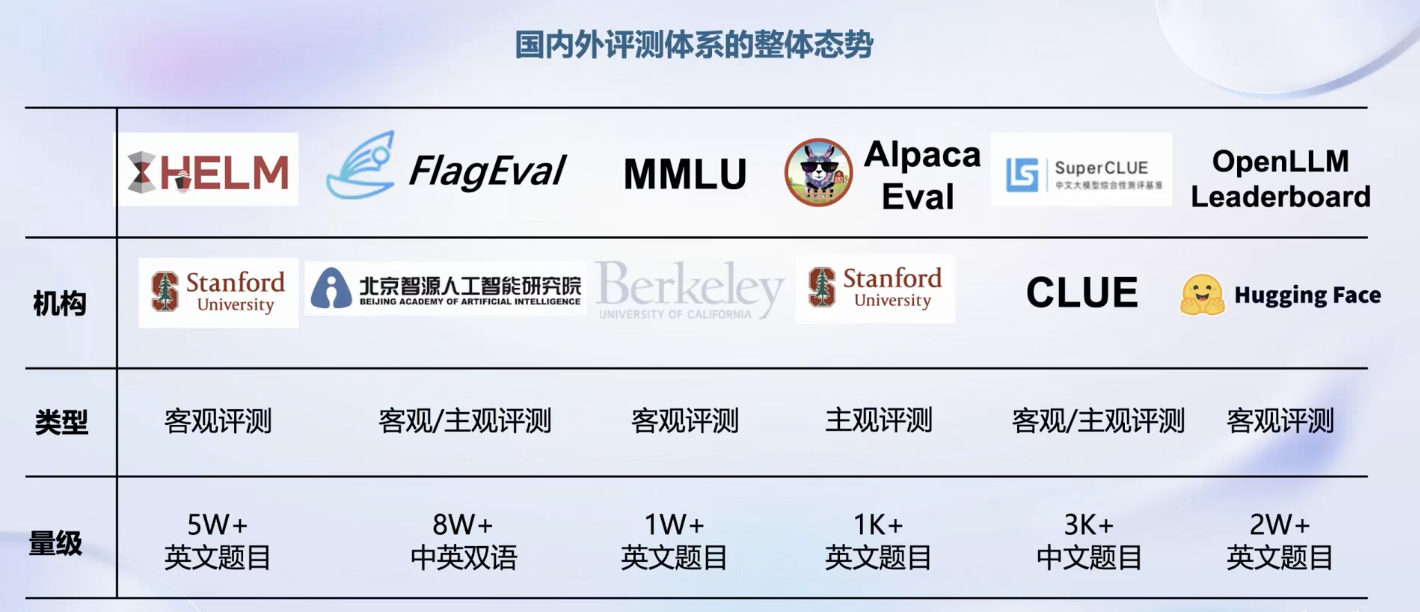 国内外评测体系的整体态势
HELM
FlagEval
MMLU
Alpaca
Eval
SuperCLUE
中文大模型综合性测评基准
OpenLLM
Leaderboard
机构
Stanford
University
北京智源人工智能研究院
BEIJING ACADEMY OF ARTIFICIAL INTELLIGENCE
Berkeley
UNIVERSITY OF CALIFORNIA
Stanford
University
CLUE
Hugging Face
类型
客观评测
客观/主观评测
客观评测
主观评测
客观/主观评测
客观评测
量级
5W+
英文题目
8W+
中英双语
1W+
英文题目
1K+
英文题目
3K+
中文题目
2W+
英文题目